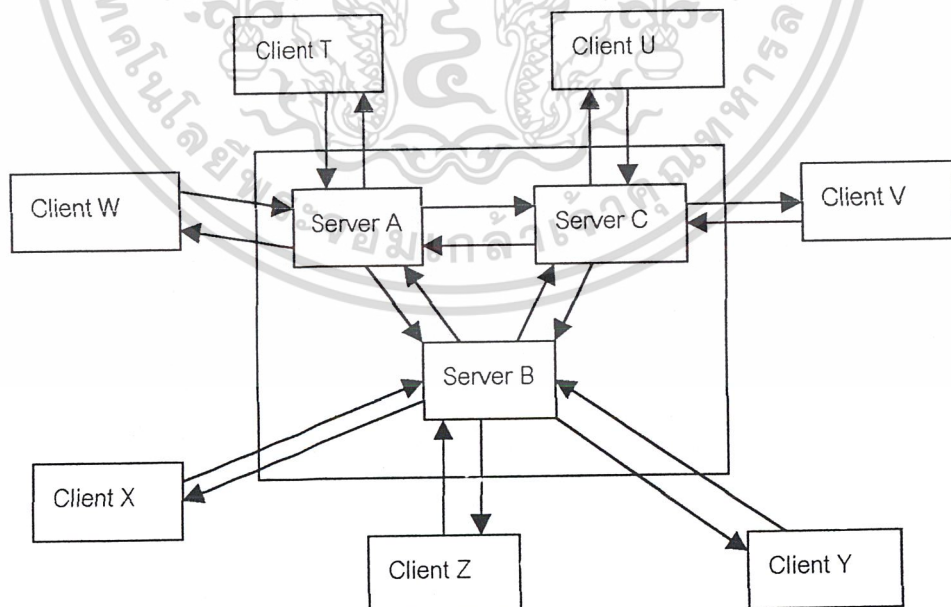 Client T
Client U
Client W
Server A
Server C
Client V
Server B
Client X
Client Z
Client Y